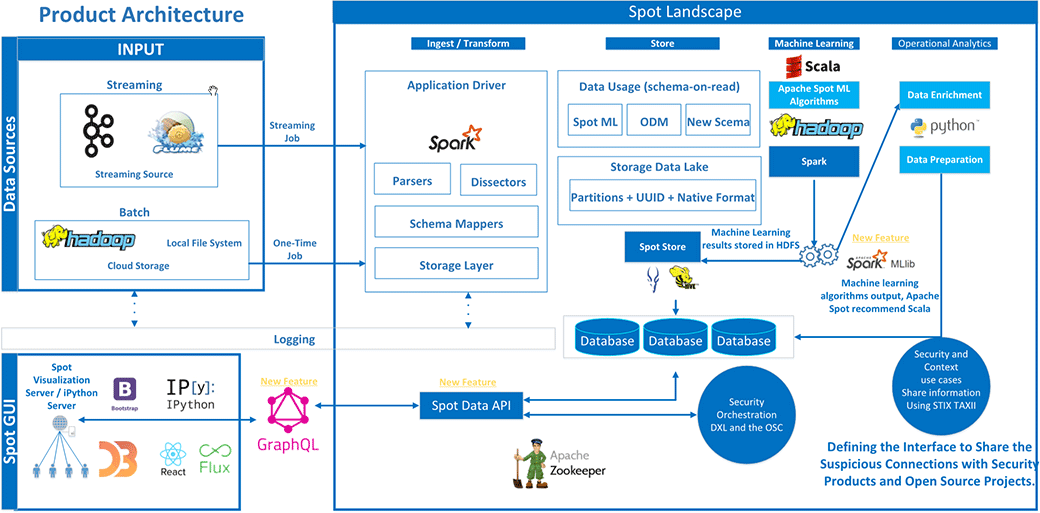 Product Architecture
Spot Landscape
Data Sources
INPUT
Streaming
FLUME
Streaming Source
Batch
hadoop
Local File System
Cloud Storage
Streaming
Job
One-Time
Job
Ingest / Transform
Application Driver
Spark
Parsers
Dissectors
Schema Mappers
Storage Layer
Store
Data Usage (schema-on-read)
Spot ML
ODM
New Scema
Storage Data Lake
Partitions + UUID + Native Format
Spot Store
HIVE
Machine Learning
results stored in HDFS
Machine Learning
Scala
Apache Spot ML
Algorithms
hadoop
Spark
Operational Analytics
Data Enrichment
python™
Data Preparation
New Feature
APACHE
Spark MLlib
Machine learning
algorithms output, Apache
Spot recommend Scala
Logging
Database
Database
Database
Spot GUI
Spot
Visualization
Server / iPython
Server
B
Bootstrap
IP[y]:
IPython
D3
React
Flux
New Feature
GraphQL
New Feature
Spot Data API
Apache
Zookeeper
Security
Orchestration
DXL and the OSC
Security and
Context
use cases
Share information
Using STIX TAXII
Defining the Interface to Share the
Suspicious Connections with Security
Products and Open Source Projects.